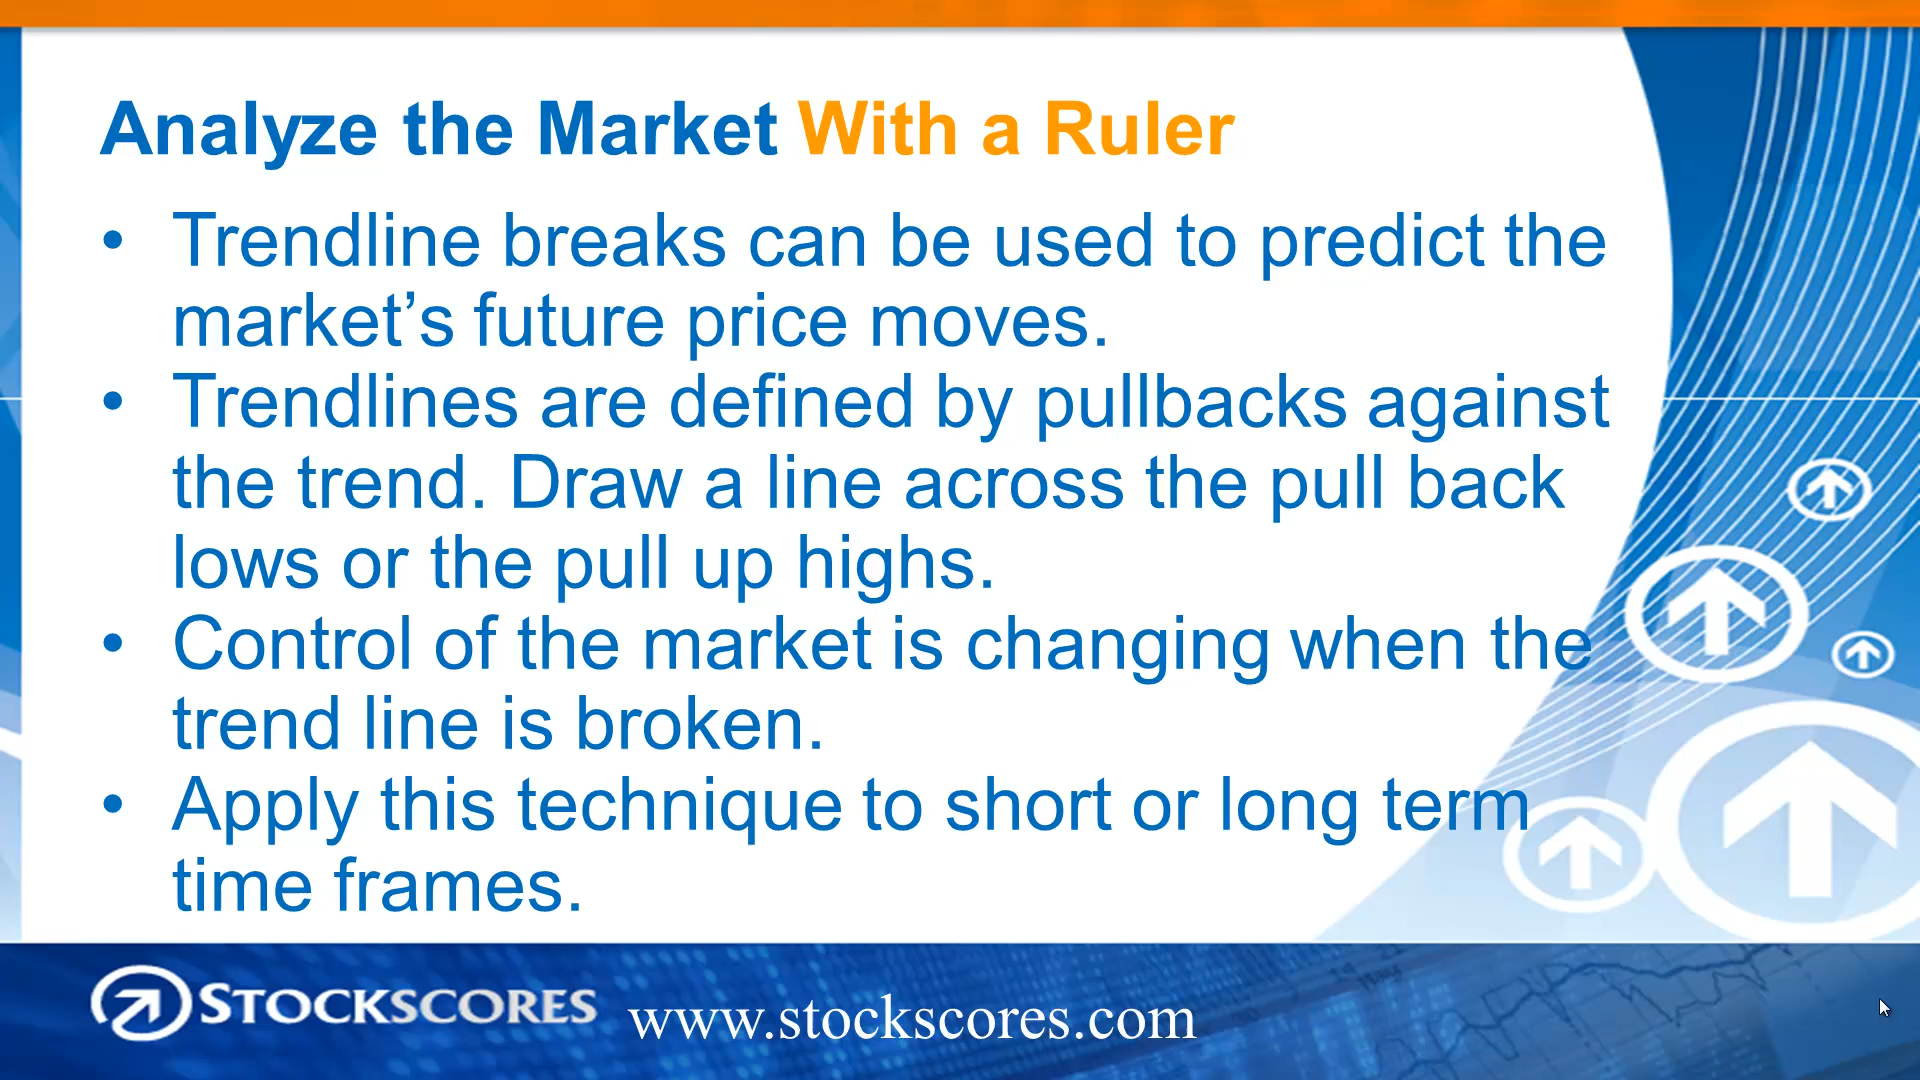 Analyze the Market With a Ruler
• Trendline breaks can be used to predict the
market’s future price moves.
• Trendlines are defined by pullbacks against
the trend. Draw a line across the pull back
lows or the pull up highs.
• Control of the market is changing when the
trend line is broken.
• Apply this technique to short or long term
time frames.
STOCKSCORES www.stockscores.com